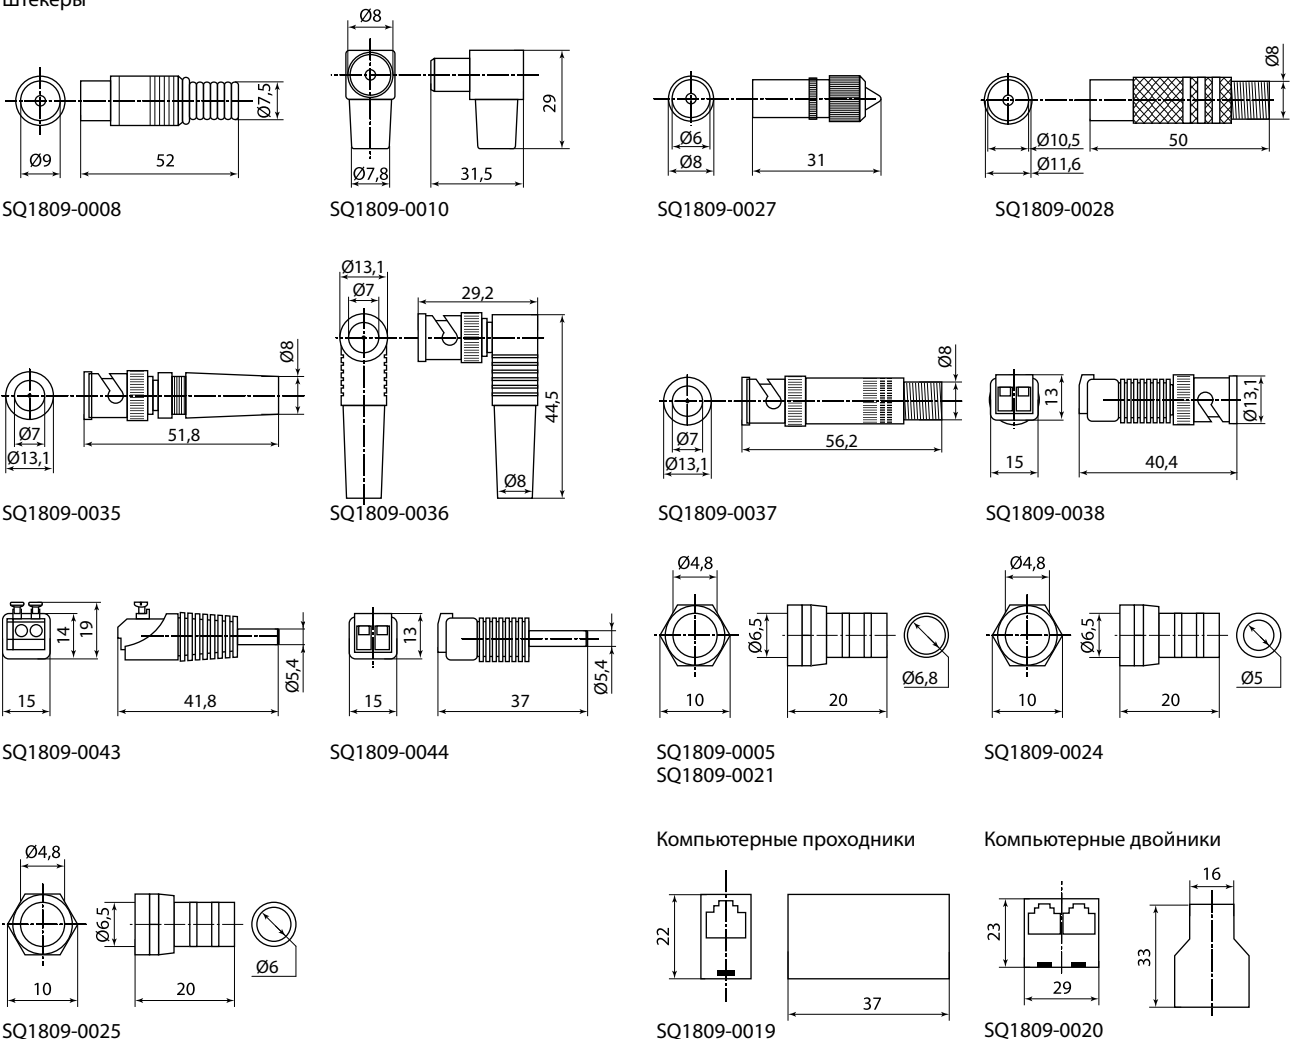 Штекеры
Ø9
52
Ø7,5
SQ1809-0008
Ø8
Ø7,8
31,5
29
SQ1809-0010
Ø6
Ø8
31
SQ1809-0027
Ø10,5
Ø11,6
50
Ø8
SQ1809-0028
Ø7
Ø13,1
51,8
Ø8
SQ1809-0035
Ø13,1
Ø7
29,2
44,5
Ø8
SQ1809-0036
Ø7
Ø13,1
56,2
Ø8
SQ1809-0037
15
13
40,4
Ø13,1
SQ1809-0038
15
14
19
41,8
Ø5,4
SQ1809-0043
15
13
37
Ø5,4
SQ1809-0044
Ø4,8
10
Ø6,5
20
Ø6,8
SQ1809-0005
SQ1809-0021
Ø4,8
10
Ø6,5
20
Ø5
SQ1809-0024
Ø4,8
10
Ø6,5
20
Ø6
SQ1809-0025
Компьютерные проходники
22
37
SQ1809-0019
Компьютерные двойники
23
29
16
33
SQ1809-0020